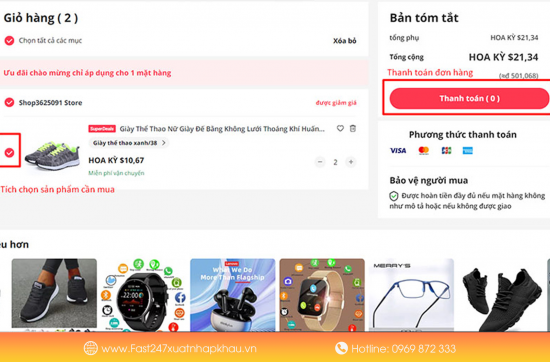 Giỏ hàng ( 2 )
Chọn tất cả các mục
Xóa bỏ
Ưu đãi chào mừng chỉ áp dụng cho 1 mặt hàng
Shop3625091 Store
được giảm giá
SuperDeals Giày Thể Thao Nữ Giày Đế Bằng Không Lưới Thoáng Khí Huấn...
Giày thể thao xanh/38 >
HOA KỲ $10,67
2
Miễn phí vận chuyển
Tích chọn sản phẩm cần mua
Bản tóm tắt
tổng phụ
HOA KỲ $21,34
Tổng cộng
HOA KỲ $21,34
Thanh toán đơn hàng
(≈₫ 501,068)
Thanh toán ( 0 )
Phương thức thanh toán
VISA
Bảo vệ người mua
Được hoàn tiền đầy đủ nếu mặt hàng không
như mô tả hoặc nếu không được giao
ều hơn
Lenovo
What We Do
More Than Flagship
MERRY'S
www.Fast247xuatnhapkhau.vn
Hotline: 0969 872 333